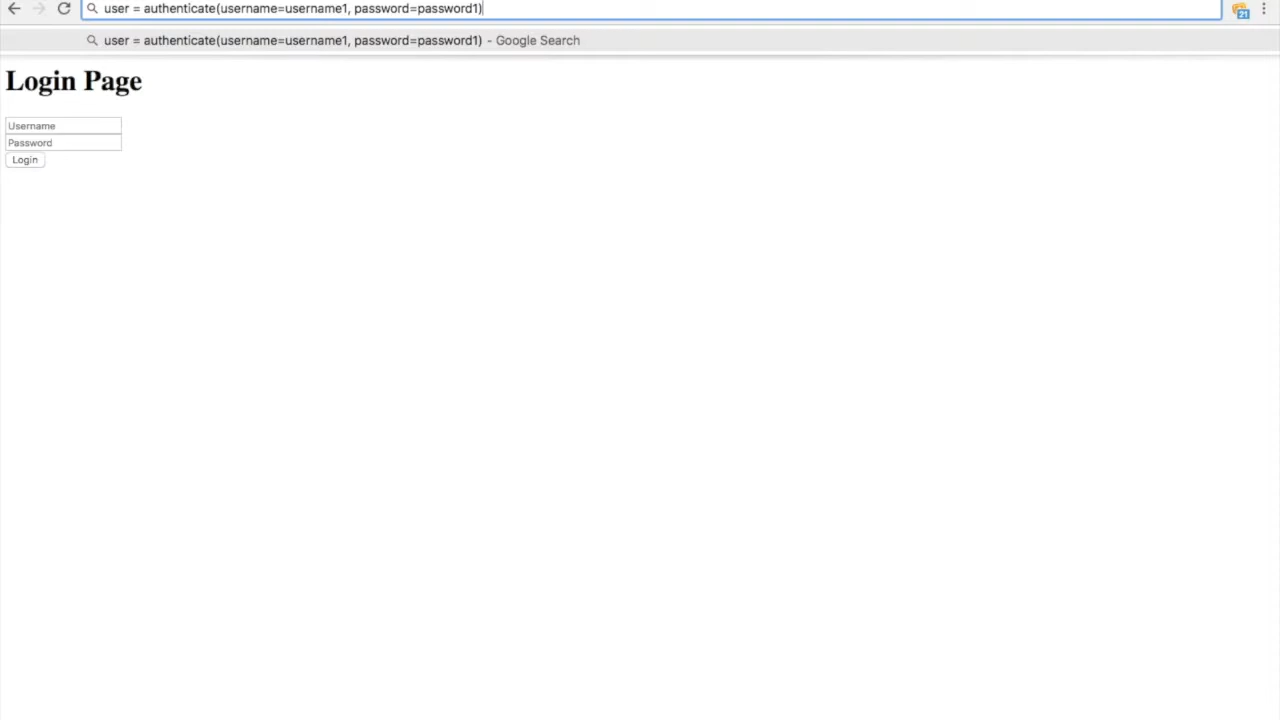 user = authenticate(username=username1, password=password1)
21
user = authenticate(username=username1, password=password1) - Google Search
Login Page
Username
Password
Login